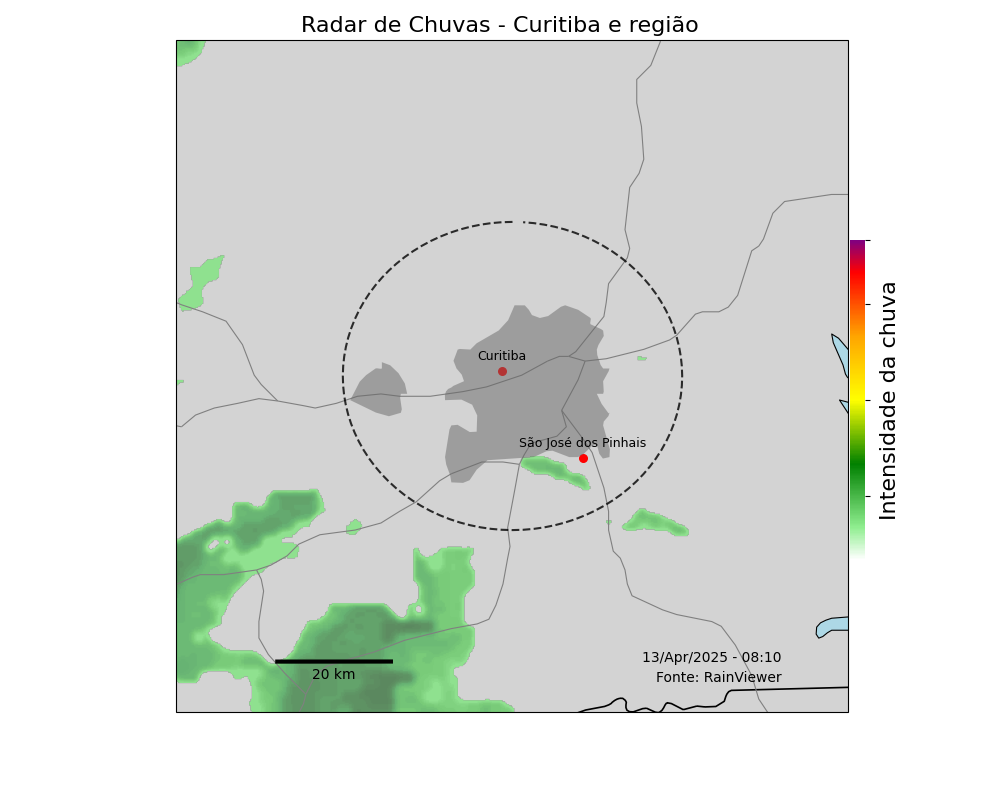 Radar de Chuvas - Curitiba e região
Curitiba
São José dos Pinhais
Intensidade da chuva
20 km
13/Apr/2025 - 08:10
Fonte: RainViewer